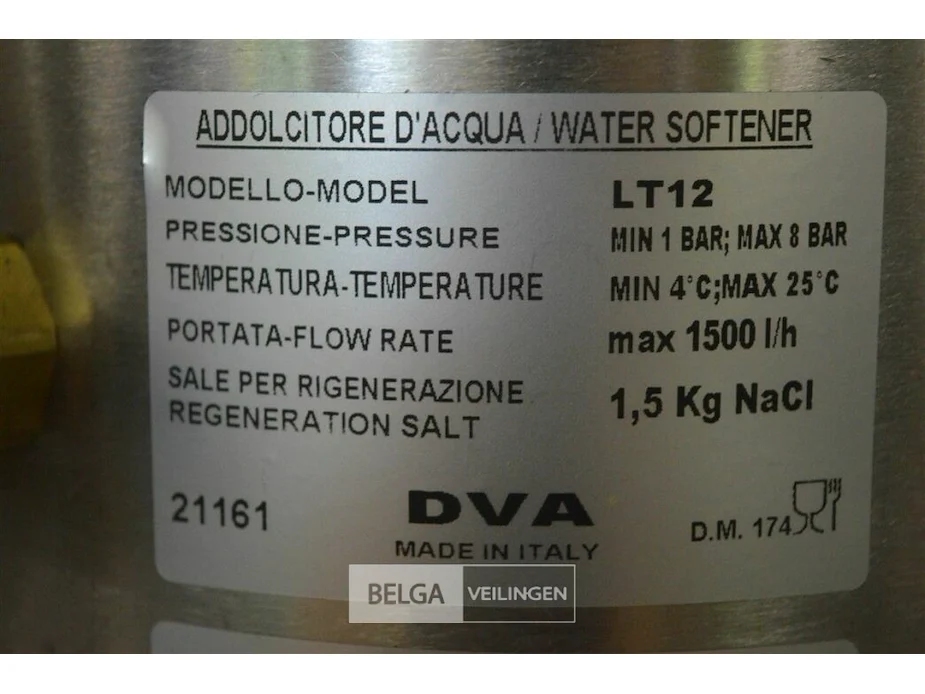 ADDOLCITORE D'ACQUA / WATER SOFTENER
MODELLO-MODEL LT12
PRESSIONE-PRESSURE MIN 1 BAR; MAX 8 BAR
TEMPERATURA-TEMPERATURE MIN 4°C;MAX 25°C
PORTATA-FLOW RATE max 1500 l/h
SALE PER RIGENERAZIONE
REGENERATION SALT 1,5 Kg NaCl
21161 DVA D.M. 174
MADE IN ITALY
BELGA VEILINGEN